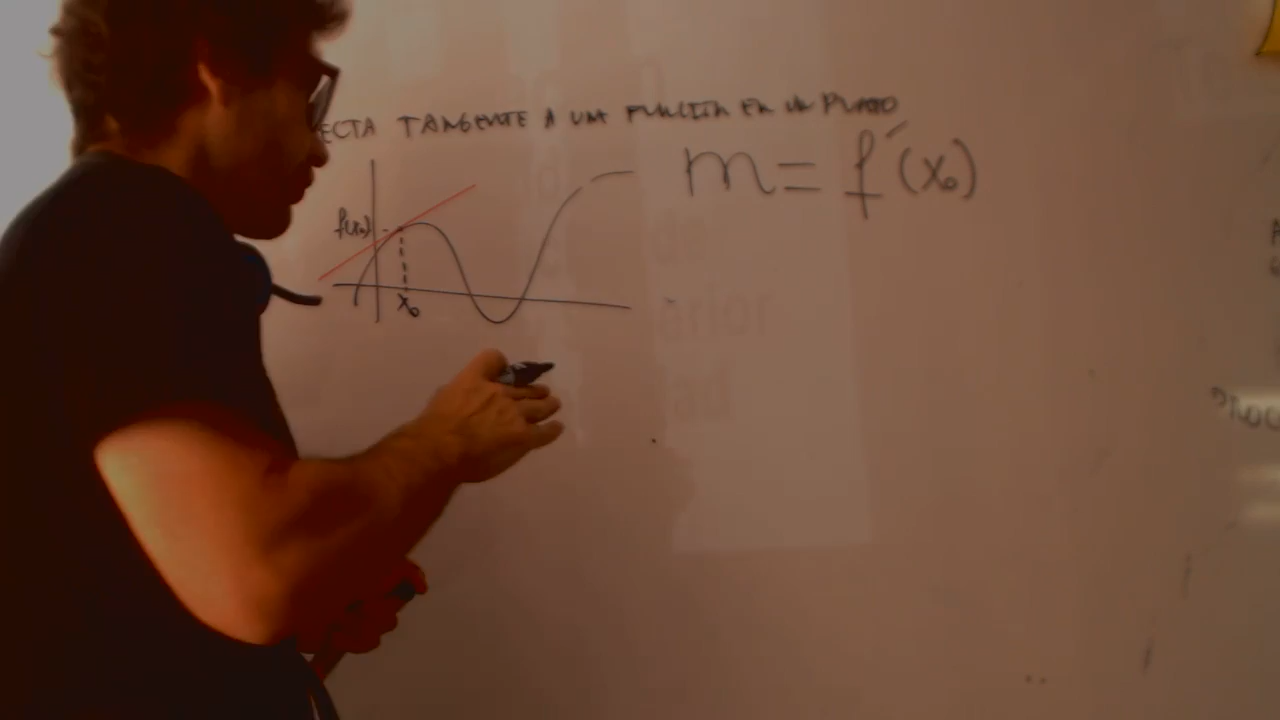 ECTA TANGENTE A UNA FUNCIÓN EN UN PUNTO
m = f'(x₀)
f(x₀)
x₀